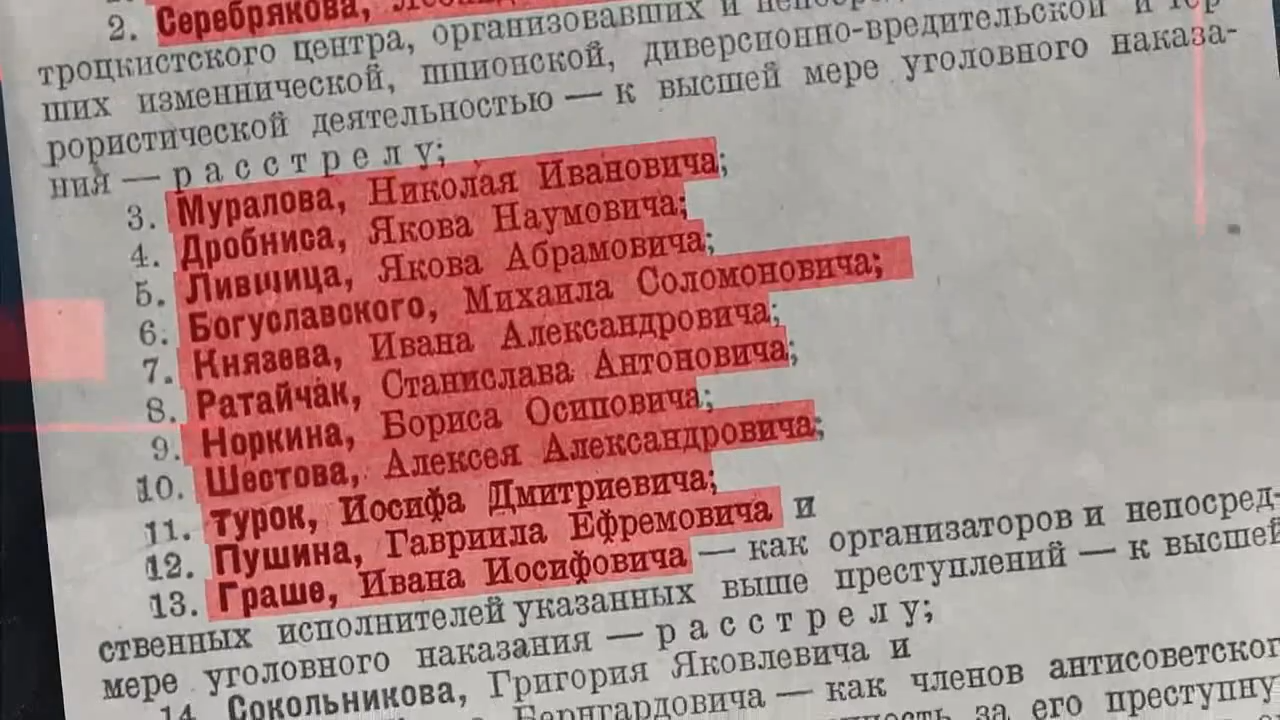 2. Серебрякова,
троцкистского центра, организовавших и
ших изменнической, шпионской, диверсионно-вредительской и тер-
рористической деятельностью — к высшей мере уголовного наказа-
ния — р а с с т р е л у;
3. Муралова, Николая Ивановича;
4. Дробниса, Якова Наумовича;
5. Лившица, Якова Абрамовича;
6. Богуславского, Михаила Соломоновича;
7. Князева, Ивана Александровича;
8. Ратайчак, Станислава Антоновича;
9. Норкина, Бориса Осиповича;
10. Шестова, Алексея Александровича;
11. Турок, Иосифа Дмитриевича;
12. Пушина, Гавриила Ефремовича и
13. Граше, Ивана Иосифовича — как организаторов и непосред-
ственных исполнителей указанных выше преступлений — к высшей
мере уголовного наказания — р а с с т р е л у;
14. Сокольникова, Григория Яковлевича и
Бернгардовича — как членов антисоветског
за его преступну